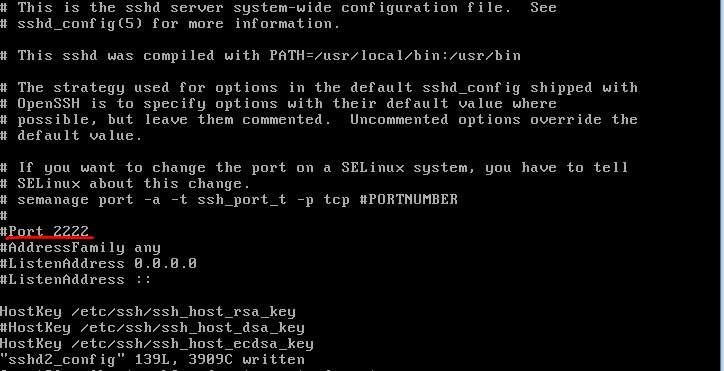 # This is the sshd server system-wide configuration file.  See
# sshd_config(5) for more information.
# This sshd was compiled with PATH=/usr/local/bin:/usr/bin
# The strategy used for options in the default sshd_config shipped with
# OpenSSH is to specify options with their default value where
# possible, but leave them commented.  Uncommented options override the
# default value.
# If you want to change the port on a SELinux system, you have to tell
# SELinux about this change.
# semanage port -a -t ssh_port_t -p tcp #PORTNUMBER
#
#Port 2222
#AddressFamily any
#ListenAddress 0.0.0.0
#ListenAddress ::
HostKey /etc/ssh/ssh_host_rsa_key
#HostKey /etc/ssh/ssh_host_dsa_key
HostKey /etc/ssh/ssh_host_ecdsa_key
"sshd2_config" 139L, 3909C written